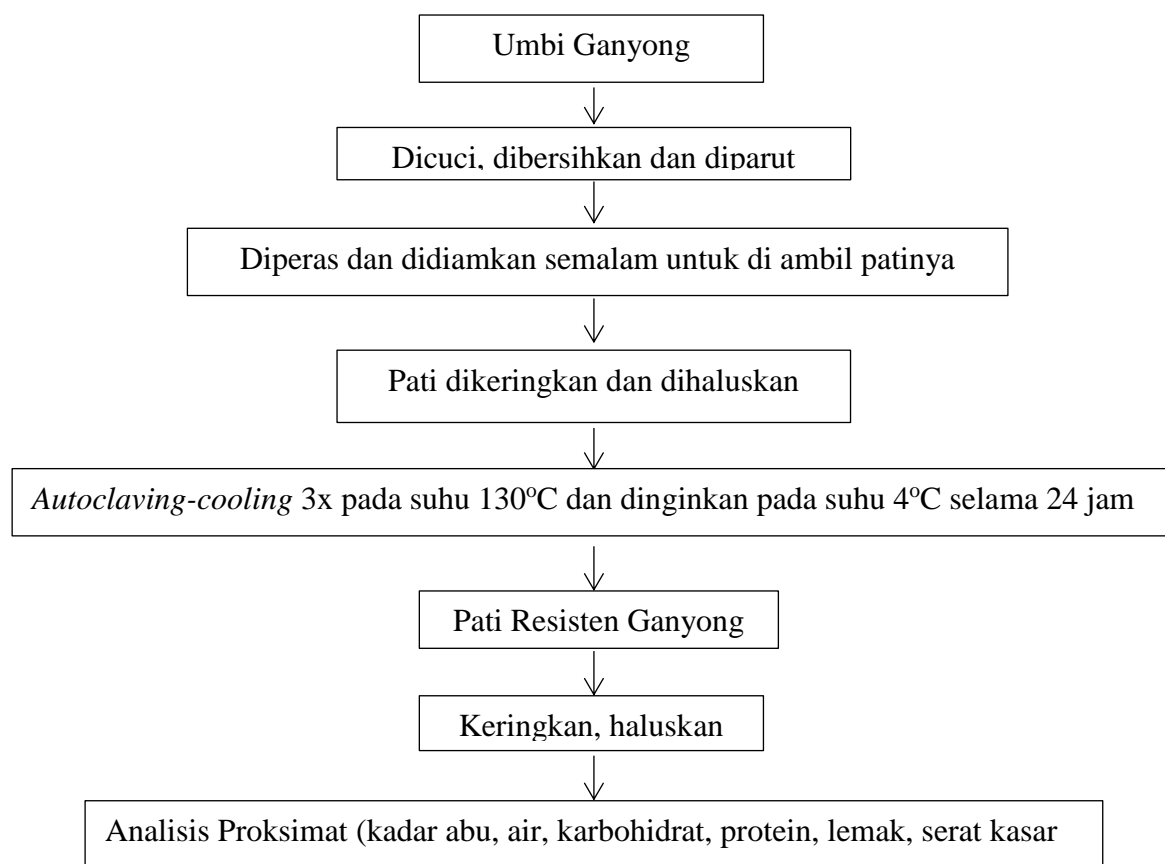 Umbi Ganyong
Dicuci, dibersihkan dan diparut
Diperas dan didiamkan semalam untuk di ambil patinya
Pati dikeringkan dan dihaluskan
Autoclaving-cooling 3x pada suhu 130°C dan dinginkan pada suhu 4°C selama 24 jam
Pati Resisten Ganyong
Keringkan, haluskan
Analisis Proksimat (kadar abu, air, karbohidrat, protein, lemak, serat kasar